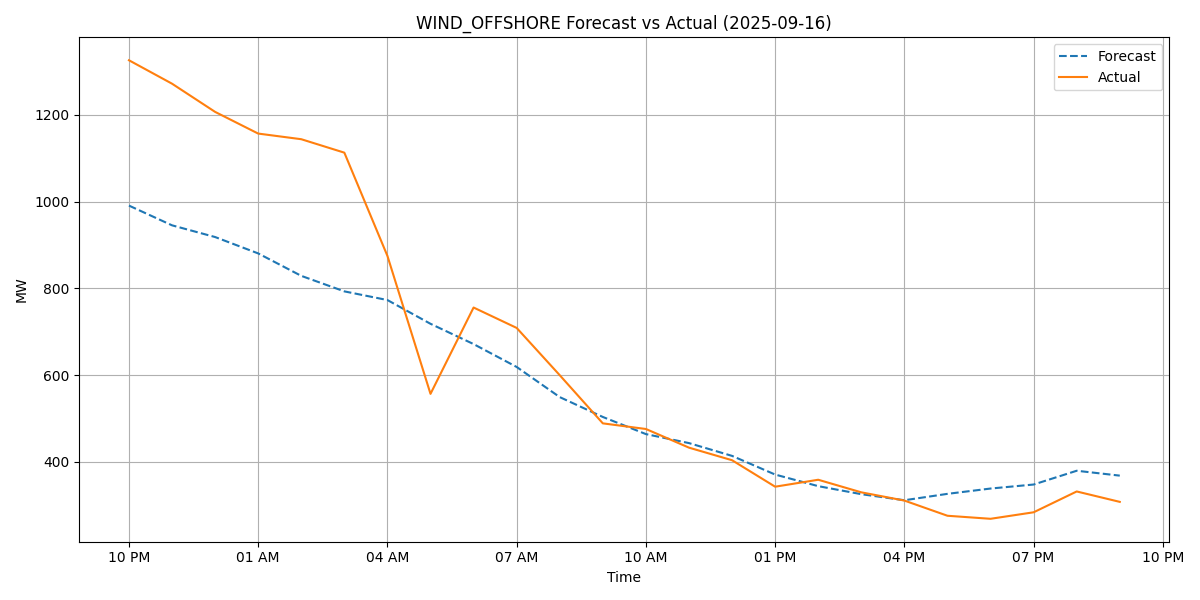 WIND_OFFSHORE Forecast vs Actual (2025-09-16)
Forecast
Actual
MW
1200
1000
800
600
400
10 PM 01 AM 04 AM 07 AM 10 AM 01 PM 04 PM 07 PM 10 PM
Time